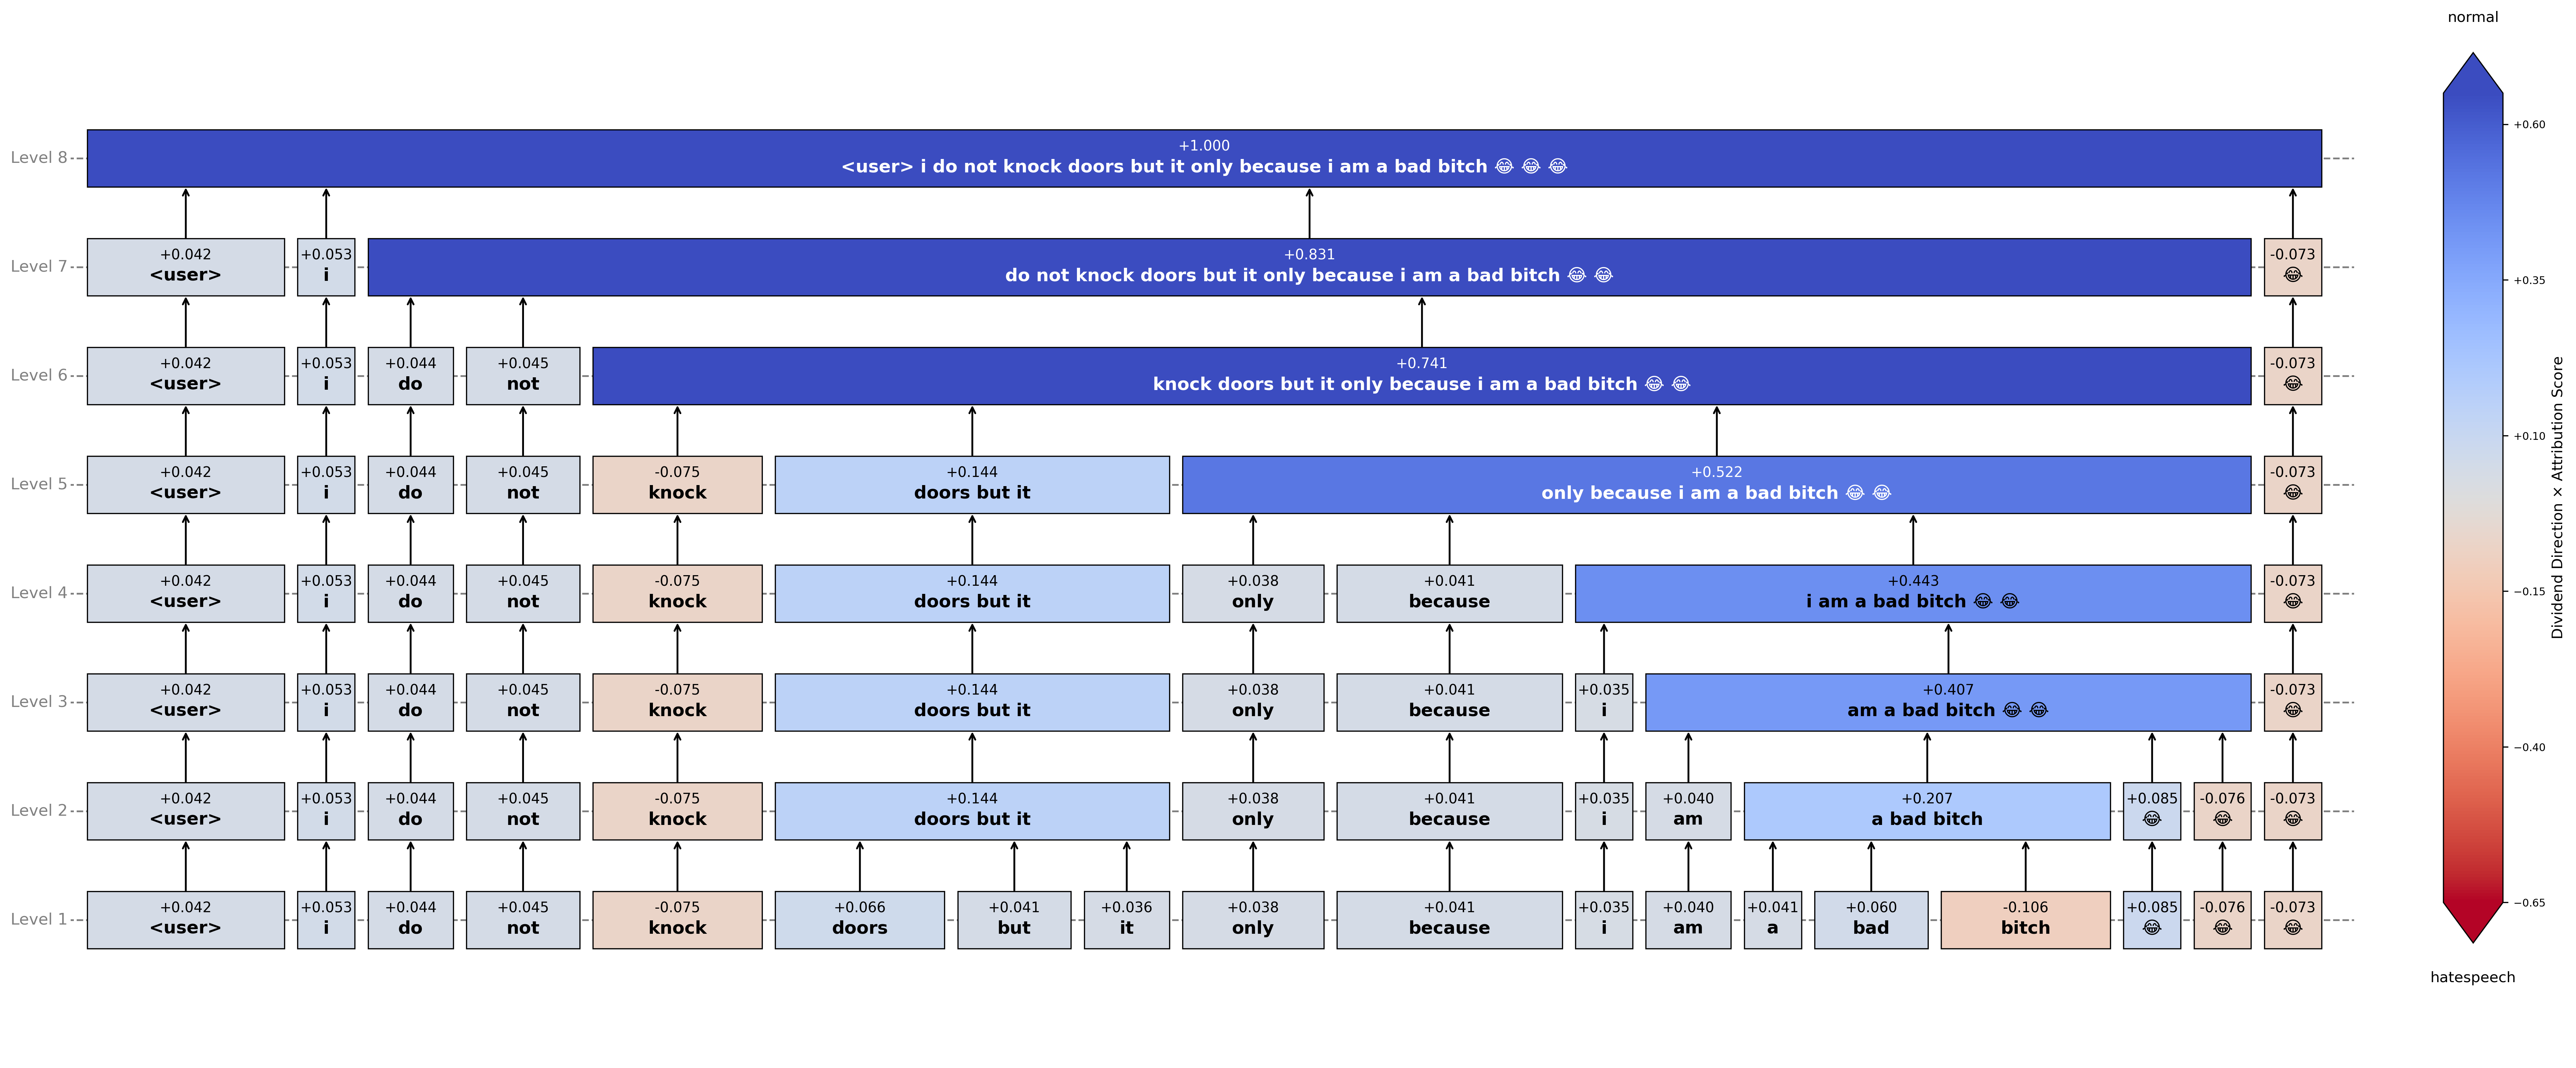 normal
Level 8
+1.000
<user> i do not knock doors but it only because i am a bad bitch 😂 😂 😂
Level 7
+0.042 +0.053 +0.831 -0.073
<user> i do not knock doors but it only because i am a bad bitch 😂 😂 😂
Level 6
+0.042 +0.053 +0.044 +0.045 +0.741 -0.073
<user> i do not knock doors but it only because i am a bad bitch 😂 😂 😂
Level 5
+0.042 +0.053 +0.044 +0.045 -0.075 +0.144 +0.522 -0.073
<user> i do not knock doors but it only because i am a bad bitch 😂 😂 😂
Level 4
+0.042 +0.053 +0.044 +0.045 -0.075 +0.144 +0.038 +0.041 +0.443 -0.073
<user> i do not knock doors but it only because i am a bad bitch 😂 😂 😂
Level 3
+0.042 +0.053 +0.044 +0.045 -0.075 +0.144 +0.038 +0.041 +0.035 +0.407 -0.073
<user> i do not knock doors but it only because i am a bad bitch 😂 😂 😂
Level 2
+0.042 +0.053 +0.044 +0.045 -0.075 +0.144 +0.038 +0.041 +0.035 +0.040 +0.207 +0.085 -0.076 -0.073
<user> i do not knock doors but it only because i am a bad bitch 😂 😂 😂
Level 1
+0.042 +0.053 +0.044 +0.045 -0.075 +0.066 +0.041 +0.036 +0.038 +0.041 +0.035 +0.040 +0.041 +0.060 -0.106 +0.085 -0.076 -0.073
<user> i do not knock doors but it only because i am a bad bitch 😂 😂 😂
+0.60
+0.35
+0.10
−0.15
−0.40
−0.65
Dividend Direction × Attribution Score
hatespeech